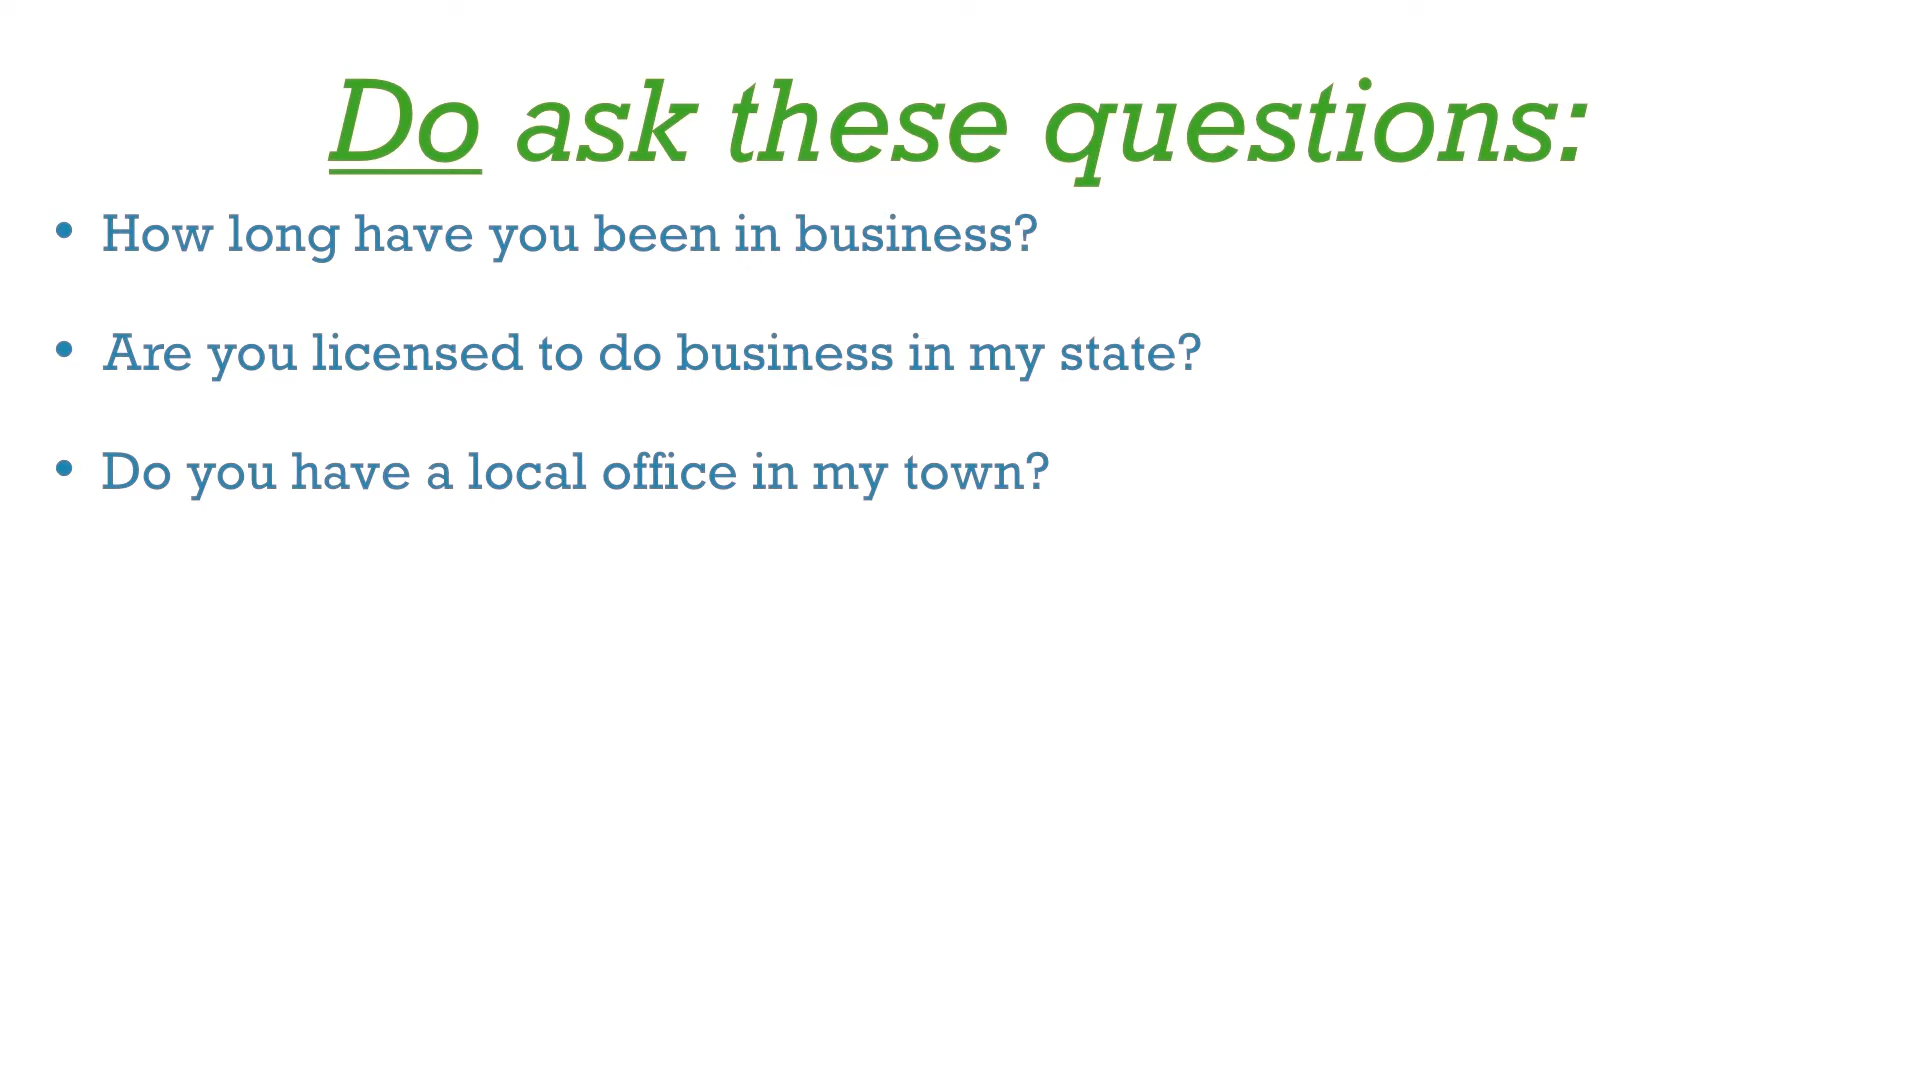 Do ask these questions:
• How long have you been in business?
• Are you licensed to do business in my state?
• Do you have a local office in my town?